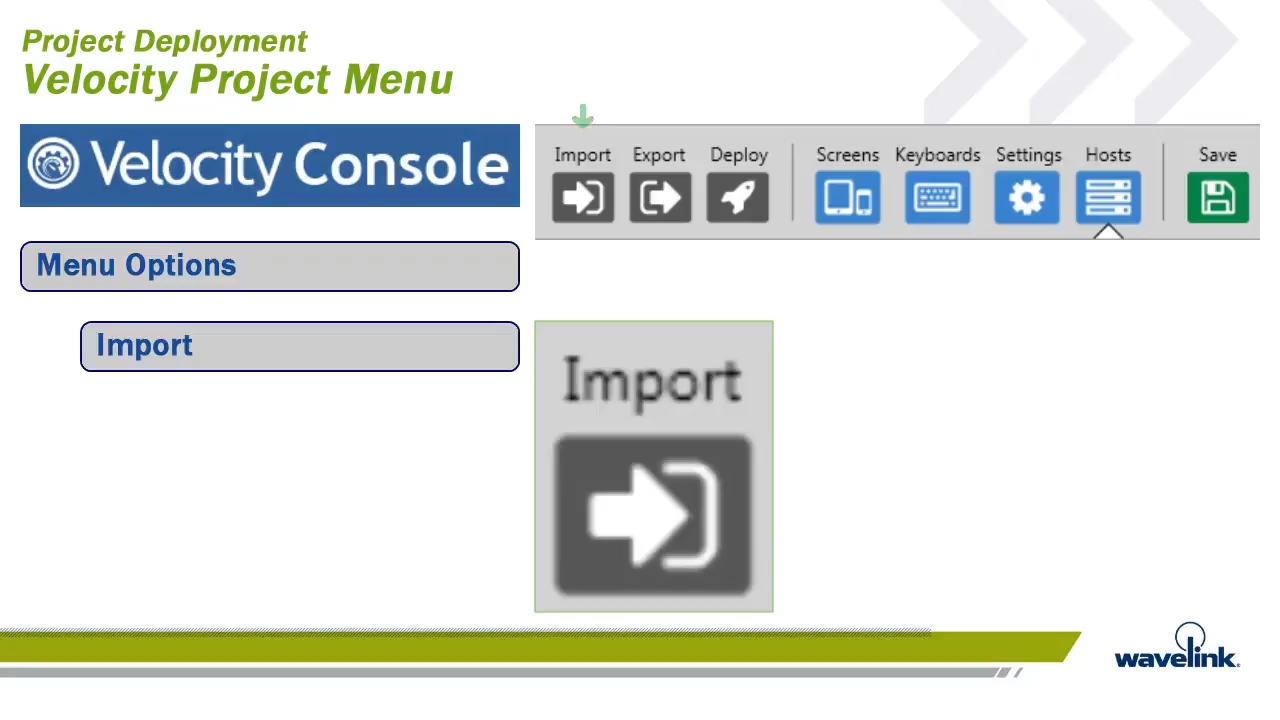 Project Deployment
Velocity Project Menu
Velocity Console
Import Export Deploy Screens Keyboards Settings Hosts Save
Menu Options
Import
Import
wavelink